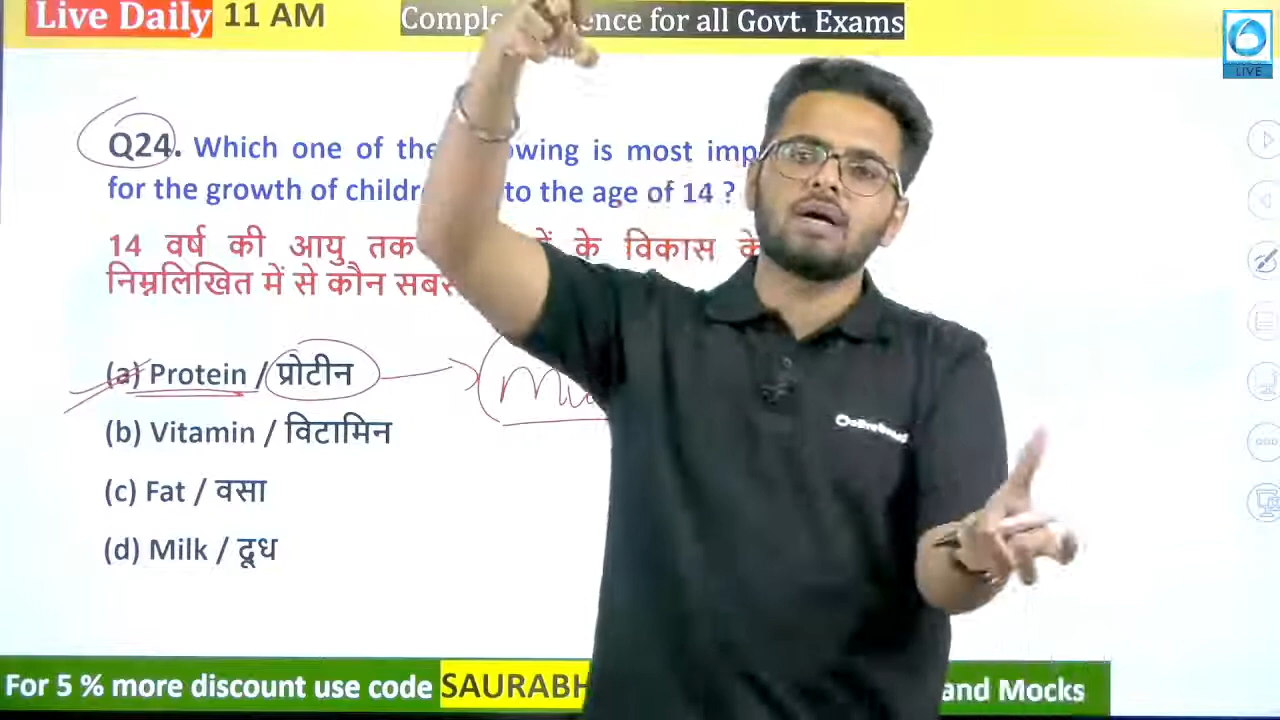 Live Daily 11 AM
Comple ence for all Govt. Exams
LIVE
Q24. Which one of the owing is most imp
for the growth of childr to the age of 14 ?
14 वर्ष की आयु तक के विकास के
निम्नलिखित में से कौन सबस
(a) Protein / प्रोटीन
(b) Vitamin / विटामिन
(c) Fat / वसा
(d) Milk / दूध
For 5 % more discount use code SAURABH and Mocks